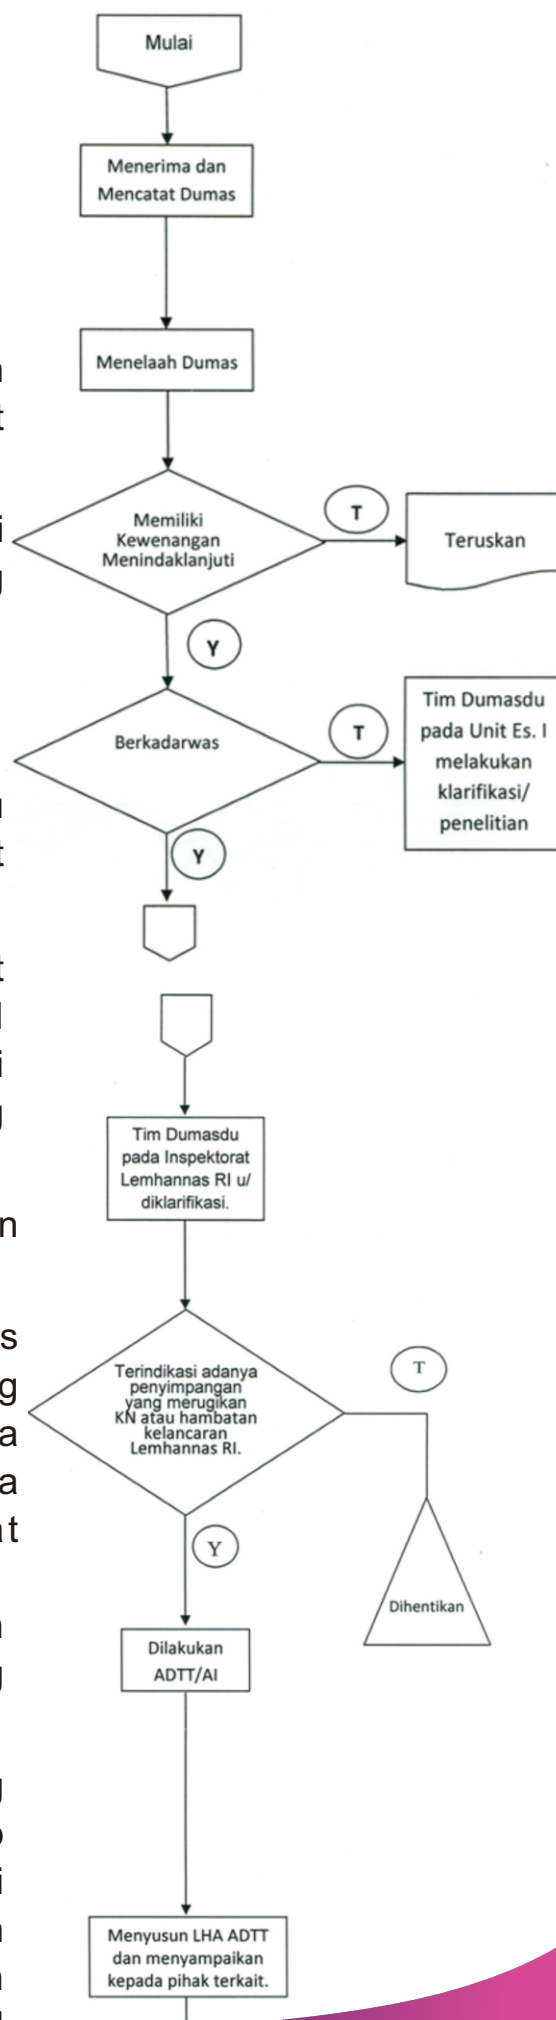 Mulai
Menerima dan
Mencatat Dumas
Menelaah Dumas
Memiliki
Kewenangan
Menindaklanjuti
T
Teruskan
Y
Berkadarwas
T
Tim Dumasdu
pada Unit Es. I
melakukan
klarifikasi/
penelitian
Y
Tim Dumasdu
pada Inspektorat
Lemhannas RI u/
diklarifikasi.
Terindikasi adanya
penyimpangan
yang merugikan
KN atau hambatan
kelancaran
Lemhannas RI.
T
Y
Dihentikan
Dilakukan
ADTT/AI
Menyusun LHA ADTT
dan menyampaikan
kepada pihak terkait.